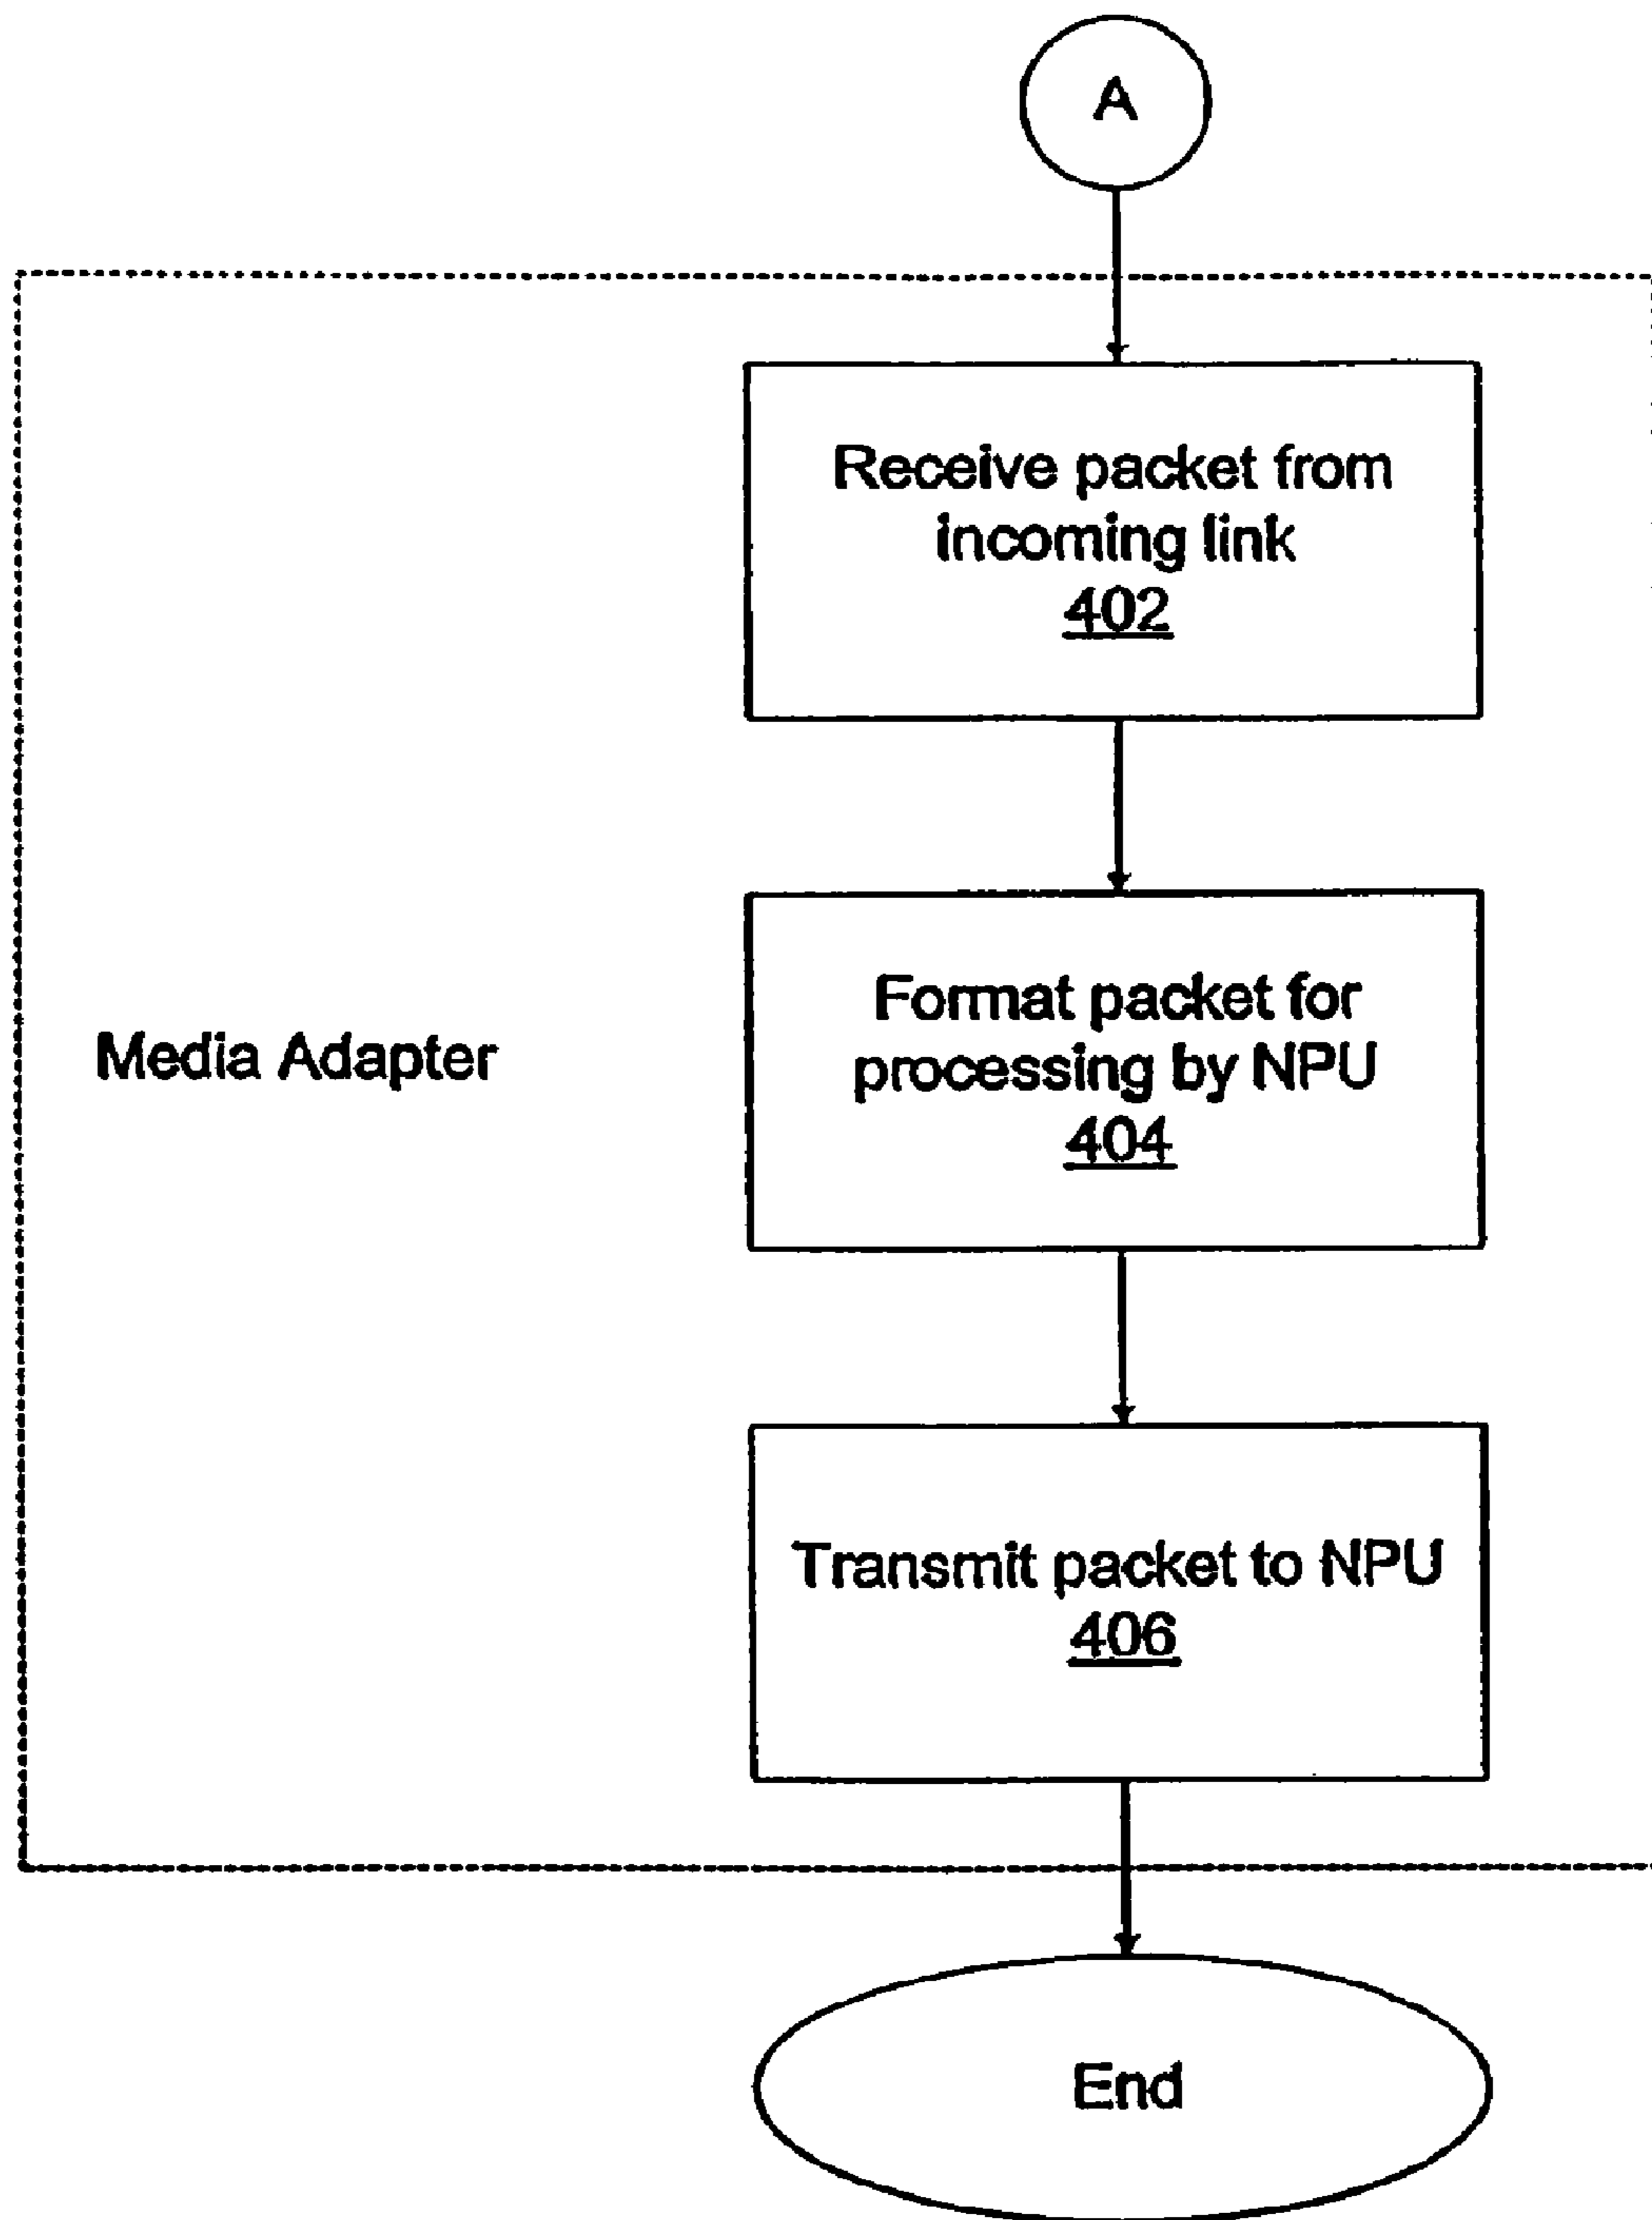 A
Receive packet from
incoming link
402
Media Adapter
Format packet for
processing by NPU
404
Transmit packet to NPU
406
End